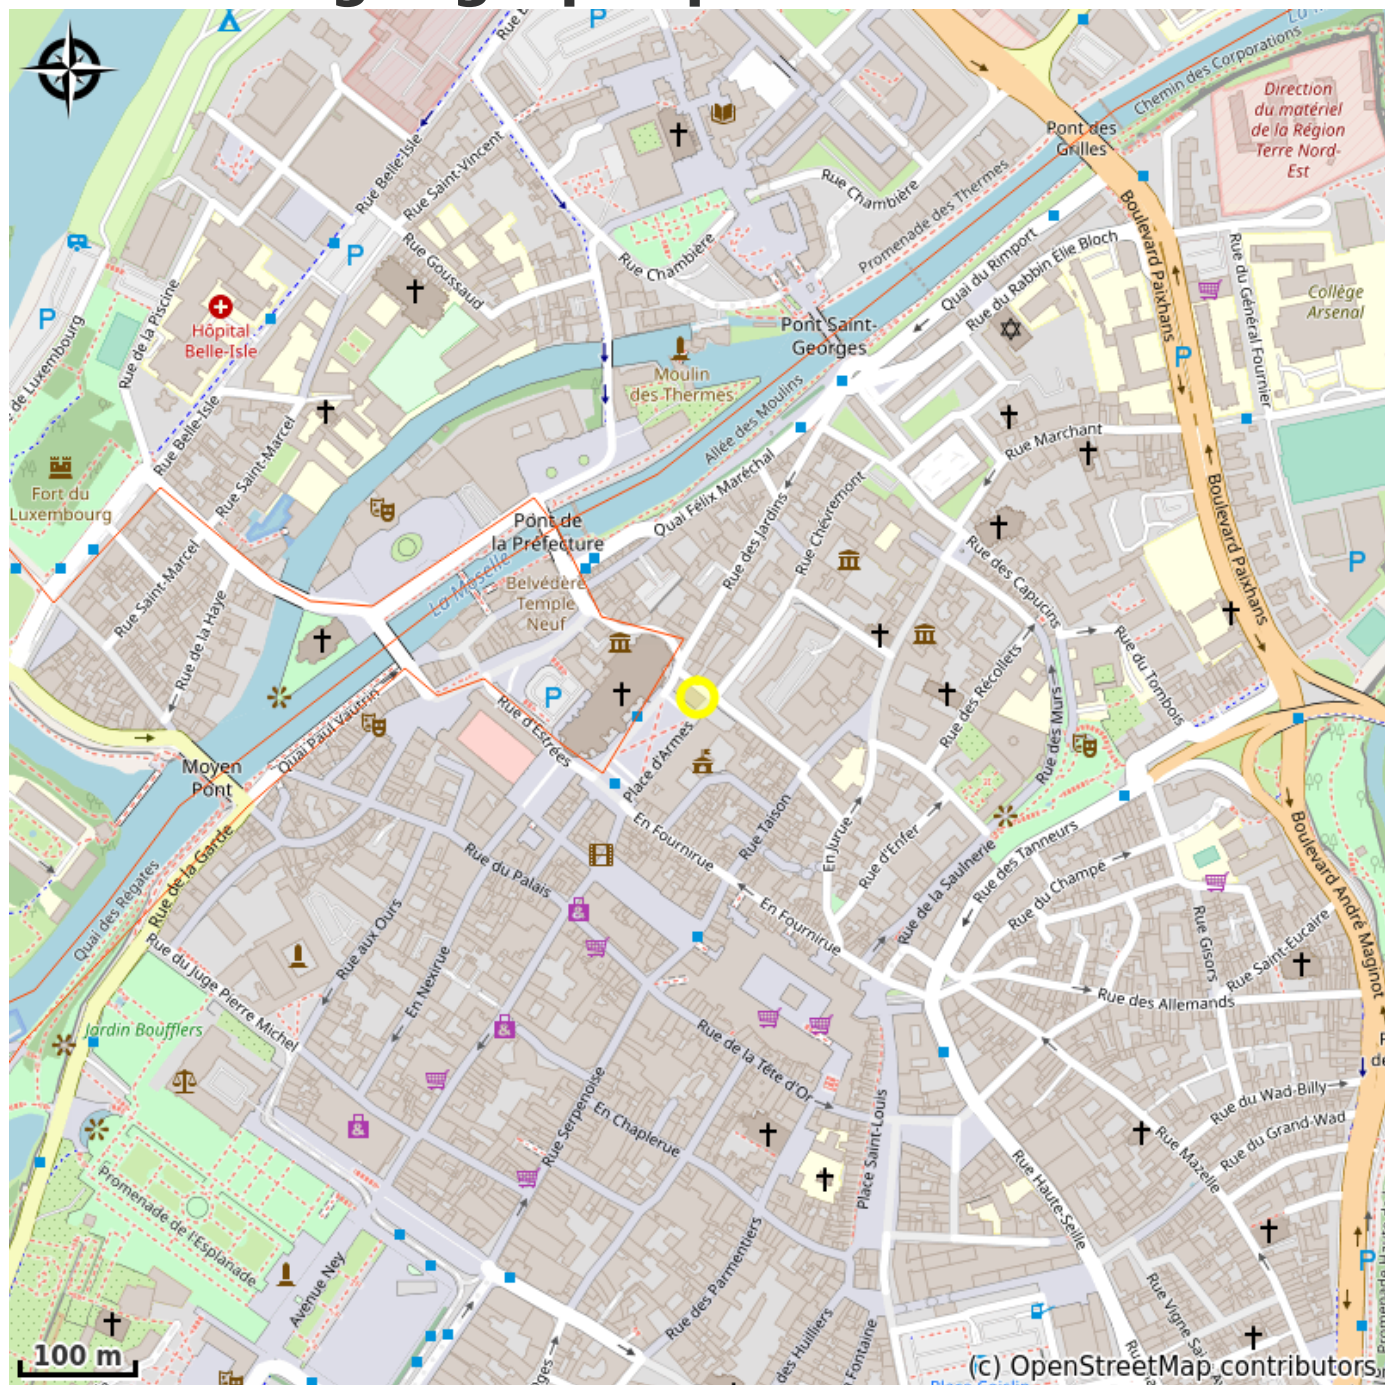 P
La M
Chemin des Corporations
Direction
du matériel
de la Région
Terre Nord-
Est
Pont des
Grilles
Rue Belle-Isle
Rue Saint-Vincent
Rue Chambière
Promenade des Thermes
Boulevard Paixhans
P
Rue Goussaud
Rue Chambière
Quai du Rimport
Rue du Rabbin Elie Bloch
Rue du Général Fournier
Collège
Arsenal
Rue de la Piscine
P
Hôpital
Belle-Isle
de Luxembourg
Pont Saint-
Georges
P
Moulin
des Thermes
Allée des Moulins
Rue Belle-Isle
Rue Saint-Marcel
Rue Marchant
Fort du
Luxembourg
Quai Félix Maréchal
Rue des Jardins
Rue Chèvremont
Boulevard Paixhans
Pont de
la Préfecture
La Moselle
Belvédère
Temple
Neuf
Rue des Capucins
P
Rue Saint-Marcel
Rue de la Haye
Rue du Tombois
Rue des Récollets
Rue des Murs
P
Rue d'Estrées
Quai Paul Vautrin
Place d'Armes
Moyen
Pont
Rue Taison
En Jurue
Rue d'Enfer
En Fournirue
Rue de la Saulnerie
Rue des Tanneurs
Rue du Champé
Boulevard André Maginot
Rue de la Garde
Rue du Palais
Quai des Régates
En Fournirue
Rue Gisors
Rue Saint-Eucaire
Rue du Juge Pierre Michel
Rue aux Ours
En Nexirue
Rue des Allemands
Jardin Boufflers
Rue de la Tête d'Or
Rue du Wad-Billy
Rue du Grand-Wad
Rue Serpenoise
En Chaplerue
Place Saint-Louis
Rue Mazelle
Promenade de l'Esplanade
Rue Haute-Seille
Avenue Ney
Rue des Parmentiers
Rue Vigne Sa
P
des Huilliers
Fontaine
100 m
(c) OpenStreetMap contributors